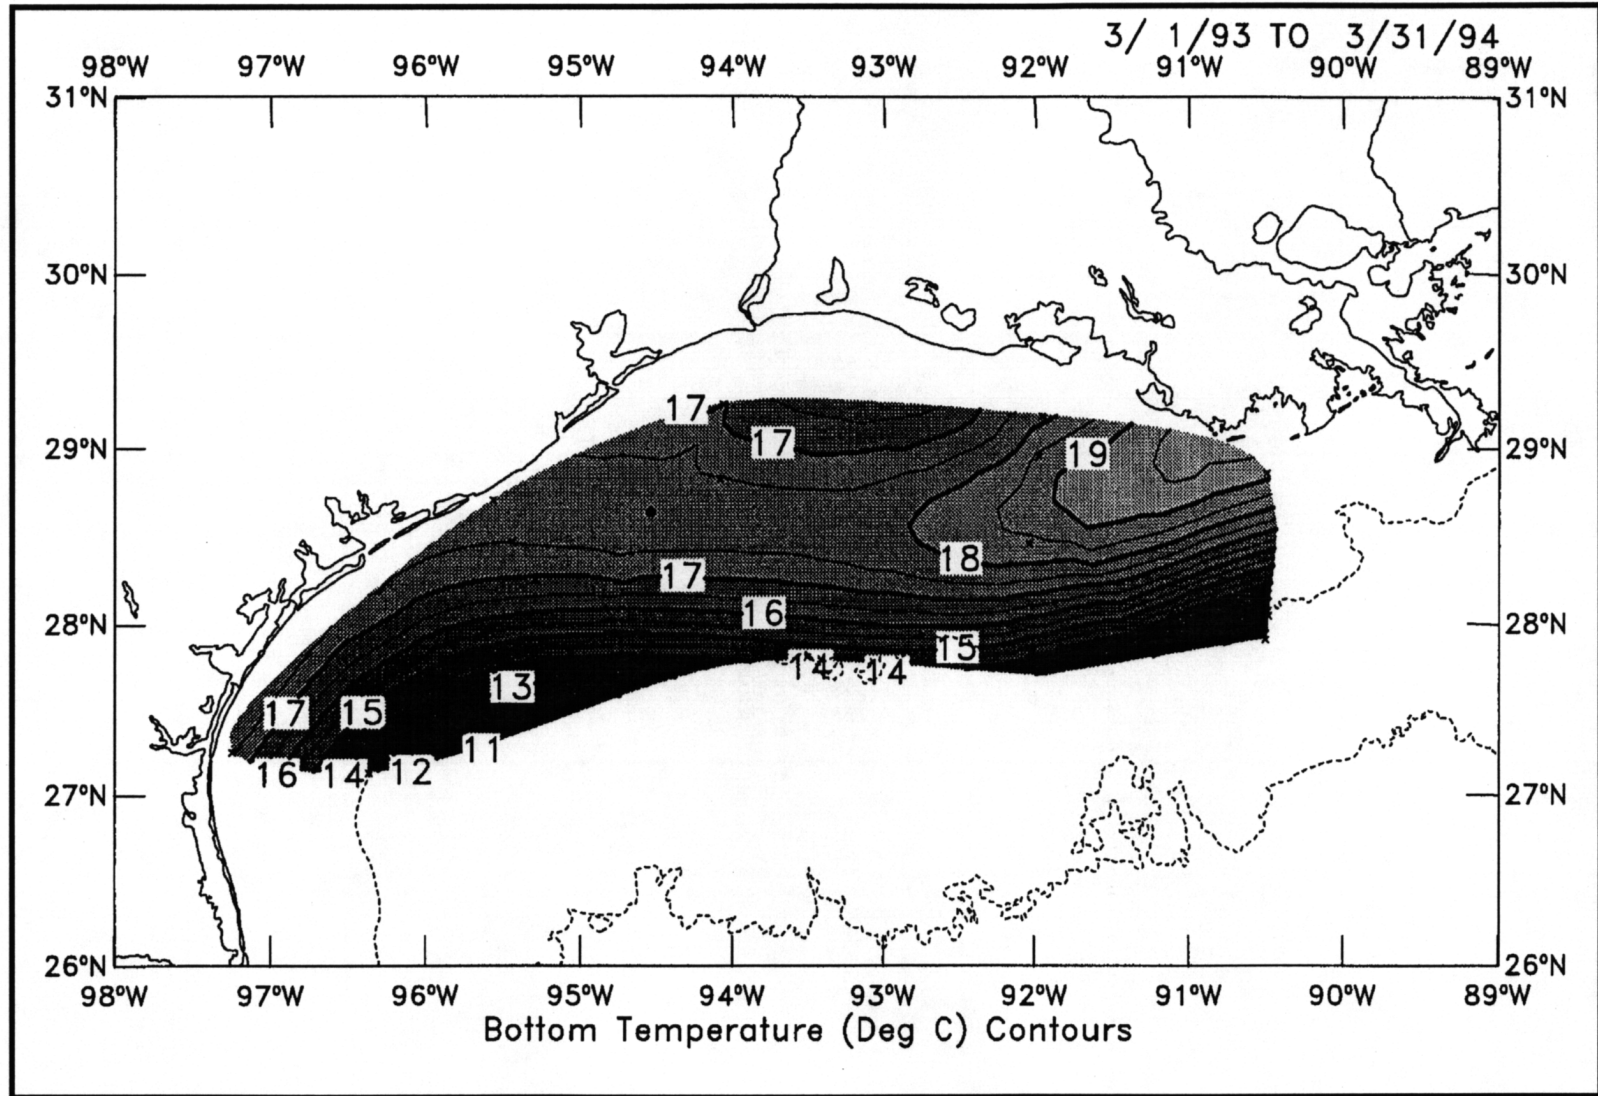 3/ 1/93 TO 3/31/94
98°W 97°W 96°W 95°W 94°W 93°W 92°W 91°W 90°W 89°W
31°N 31°N
30°N 30°N
17
17 19
29°N 29°N
18
17
16
28°N 28°N
15
14 14
13
17 15
11
16 14 12
27°N 27°N
26°N 26°N
98°W 97°W 96°W 95°W 94°W 93°W 92°W 91°W 90°W 89°W
Bottom Temperature (Deg C) Contours